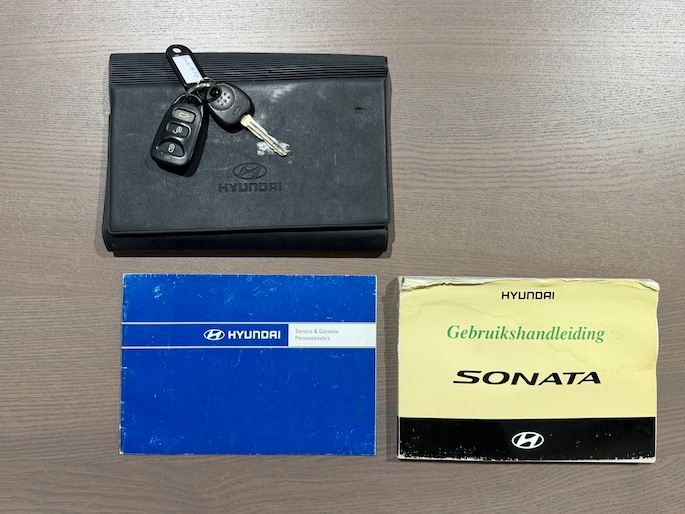 HYUNDAI
HYUNDAI
Service & Garantie
Personenauto's
HYUNDAI
Gebruikshandleiding
SONATA